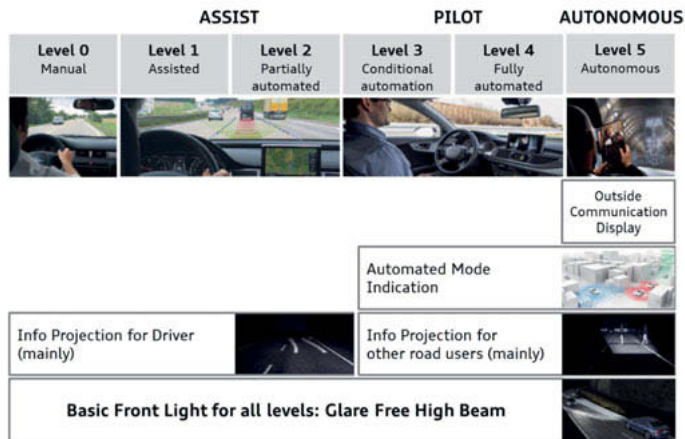 ASSIST PILOT AUTONOMOUS
Level 0 Level 1 Level 2 Level 3 Level 4 Level 5
Manual Assisted Partially automated Conditional automation Fully automated Autonomous
Outside
Communication
Display
Automated Mode
Indication
Info Projection for Driver
(mainly)
Info Projection for
other road users (mainly)
Basic Front Light for all levels: Glare Free High Beam